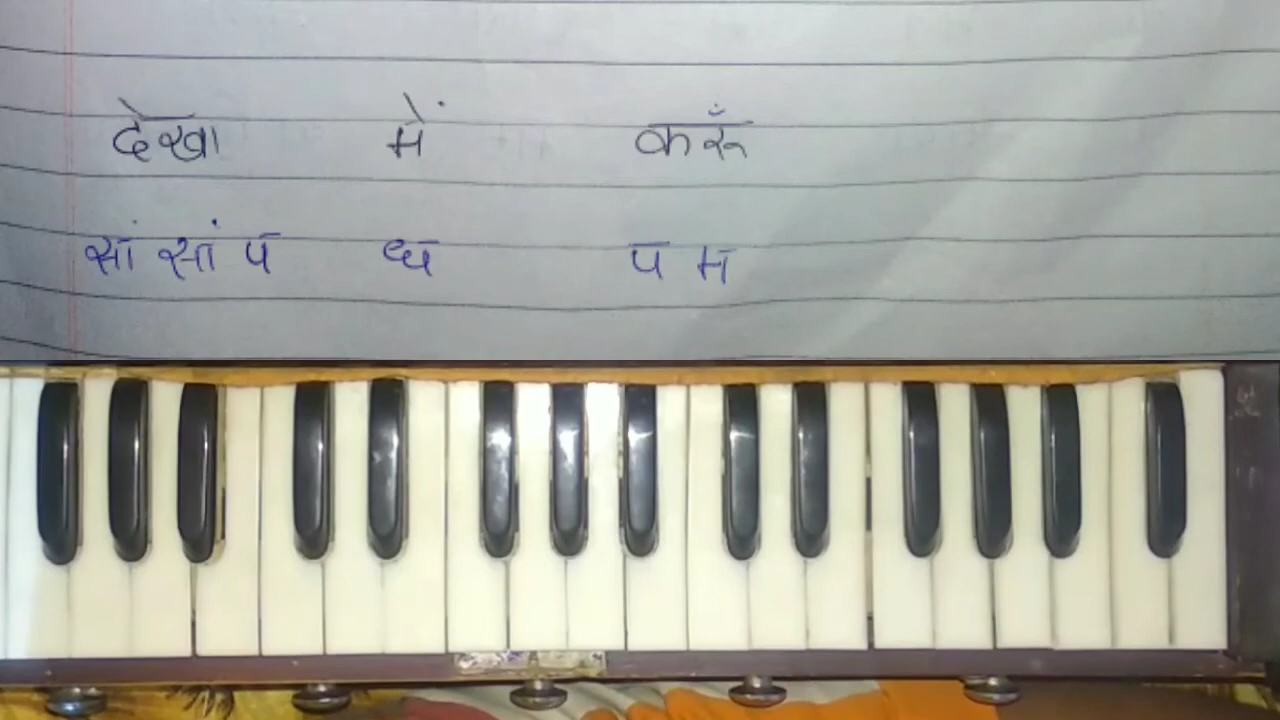 देखा में करूँ
सां सां प ध प म